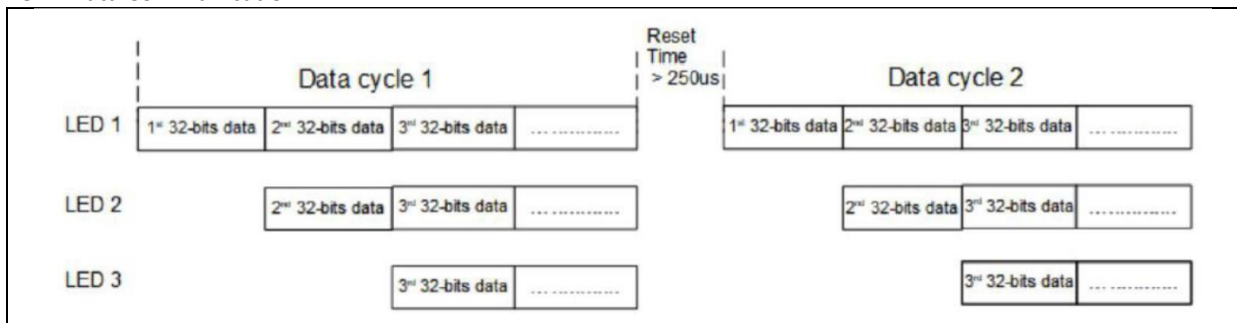 Reset
Time
> 250us
Data cycle 1
Data cycle 2
LED 1 1st 32-bits data 2nd 32-bits data 3rd 32-bits data ... ............. 1st 32-bits data 2nd 32-bits data 3rd 32-bits data ... .............
LED 2 2nd 32-bits data 3rd 32-bits data ... ............. 2nd 32-bits data 3rd 32-bits data ... .............
LED 3 3rd 32-bits data ... ............. 3rd 32-bits data ... .............